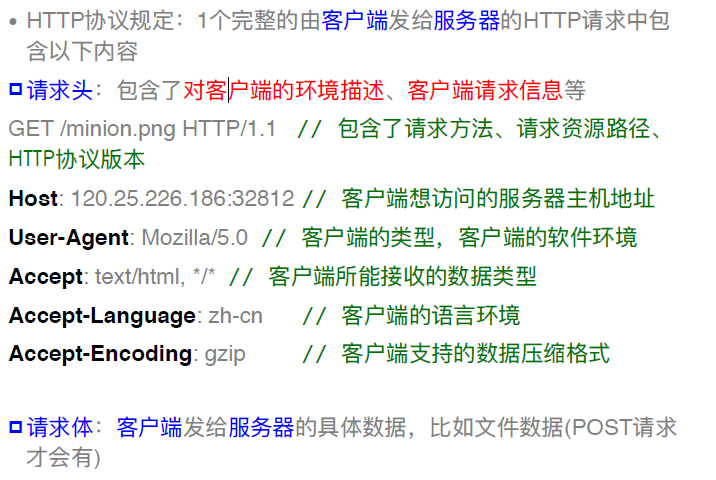 • HTTP协议规定：1个完整的由客户端发给服务器的HTTP请求中包
含以下内容
请求头：包含了对客户端的环境描述、客户端请求信息等
GET /minion.png HTTP/1.1 // 包含了请求方法、请求资源路径、
HTTP协议版本
Host: 120.25.226.186:32812 // 客户端想访问的服务器主机地址
User-Agent: Mozilla/5.0 // 客户端的类型，客户端的软件环境
Accept: text/html, */* // 客户端所能接收的数据类型
Accept-Language: zh-cn // 客户端的语言环境
Accept-Encoding: gzip // 客户端支持的数据压缩格式
请求体：客户端发给服务器的具体数据，比如文件数据(POST请求
才会有)